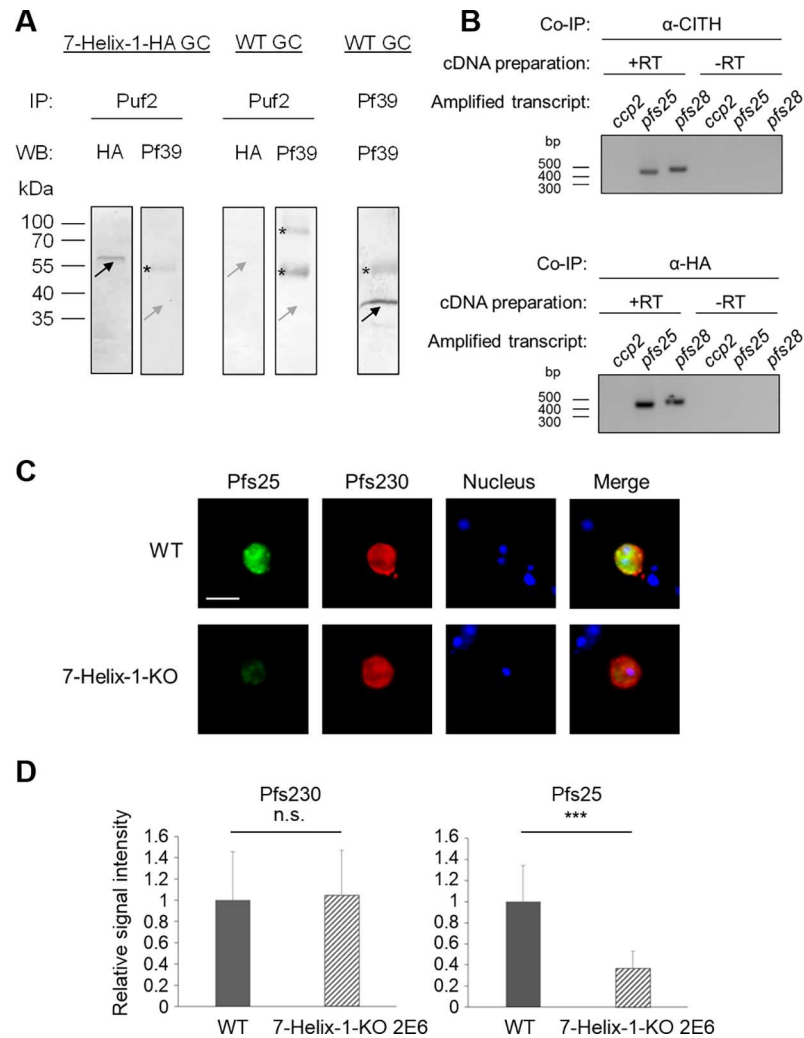 A
7-Helix-1-HA GC WT GC WT GC
IP: Puf2 Puf2 Pf39
WB: HA Pf39 HA Pf39 Pf39
kDa
100
70
55
40
35
*
*
*
*
B
Co-IP: α-CITH
cDNA preparation: +RT -RT
Amplified transcript: ccp2 pfs25 pfs28 ccp2 pfs25 pfs28
bp
500
400
300
Co-IP: α-HA
cDNA preparation: +RT -RT
Amplified transcript: ccp2 pfs25 pfs28 ccp2 pfs25 pfs28
bp
500
400
300
C
Pfs25 Pfs230 Nucleus Merge
WT
7-Helix-1-KO
D
Relative signal intensity
Pfs230
n.s.
1.6
1.4
1.2
1
0.8
0.6
0.4
0.2
0
WT 7-Helix-1-KO 2E6
Pfs25
***
1.6
1.4
1.2
1
0.8
0.6
0.4
0.2
0
WT 7-Helix-1-KO 2E6